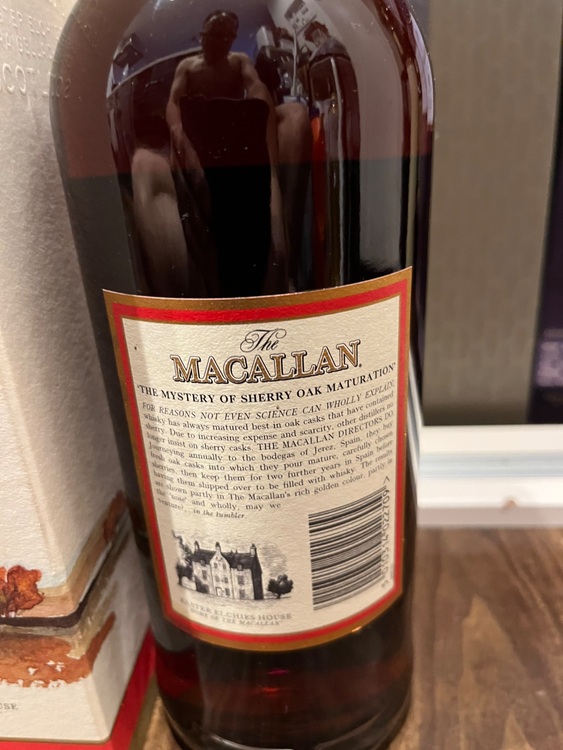 The
MACALLAN
"THE MYSTERY OF SHERRY OAK MATURATION"
FOR REASONS NOT EVEN SCIENCE CAN WHOLLY EXPLAIN,
whisky has always matured best in oak casks that have contained
sherry. Due to increasing expense and scarcity, other distillers no
longer insist on sherry casks. THE MACALLAN DIRECTORS DO,
journeying annually to the bodegas of Jerez, Spain, they buy
fresh oak casks into which they pour mature, carefully chosen
sherries, then keep them for two further years in Spain before
having them shipped over to be filled with whisky. The results
are shown partly in The Macallan's rich golden colour, partly in
the 'nose' and wholly, may we
venture? in the tumbler.
EASTER ELCHIES HOUSE
"HOME OF THE MACALLAN"